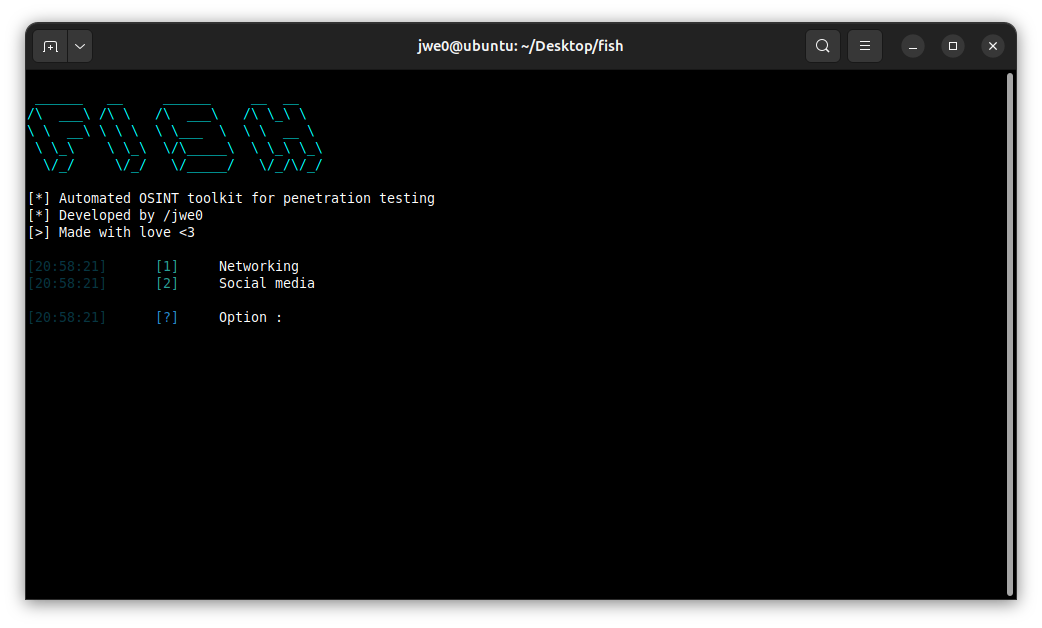 jwe0@ubuntu: ~/Desktop/fish
FISH
[*] Automated OSINT toolkit for penetration testing
[*] Developed by /jwe0
[>] Made with love <3
[20:58:21] [1] Networking
[20:58:21] [2] Social media
[20:58:21] [?] Option :